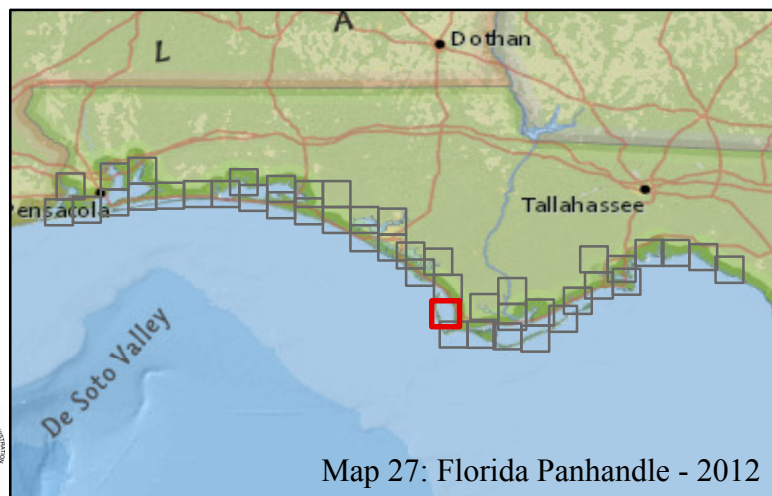 L A
Dothan
Pensacola
Tallahassee
De Soto Valley
Map 27: Florida Panhandle - 2012